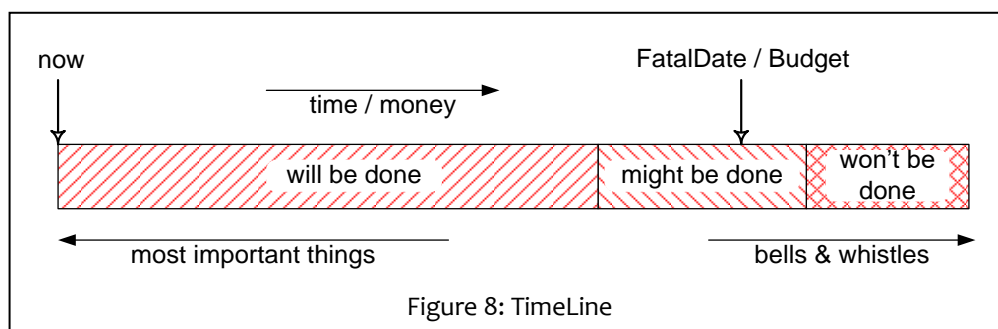 now
FatalDate / Budget
time / money
will be done
might be done
won't be
done
most important things
bells & whistles
Figure 8: TimeLine